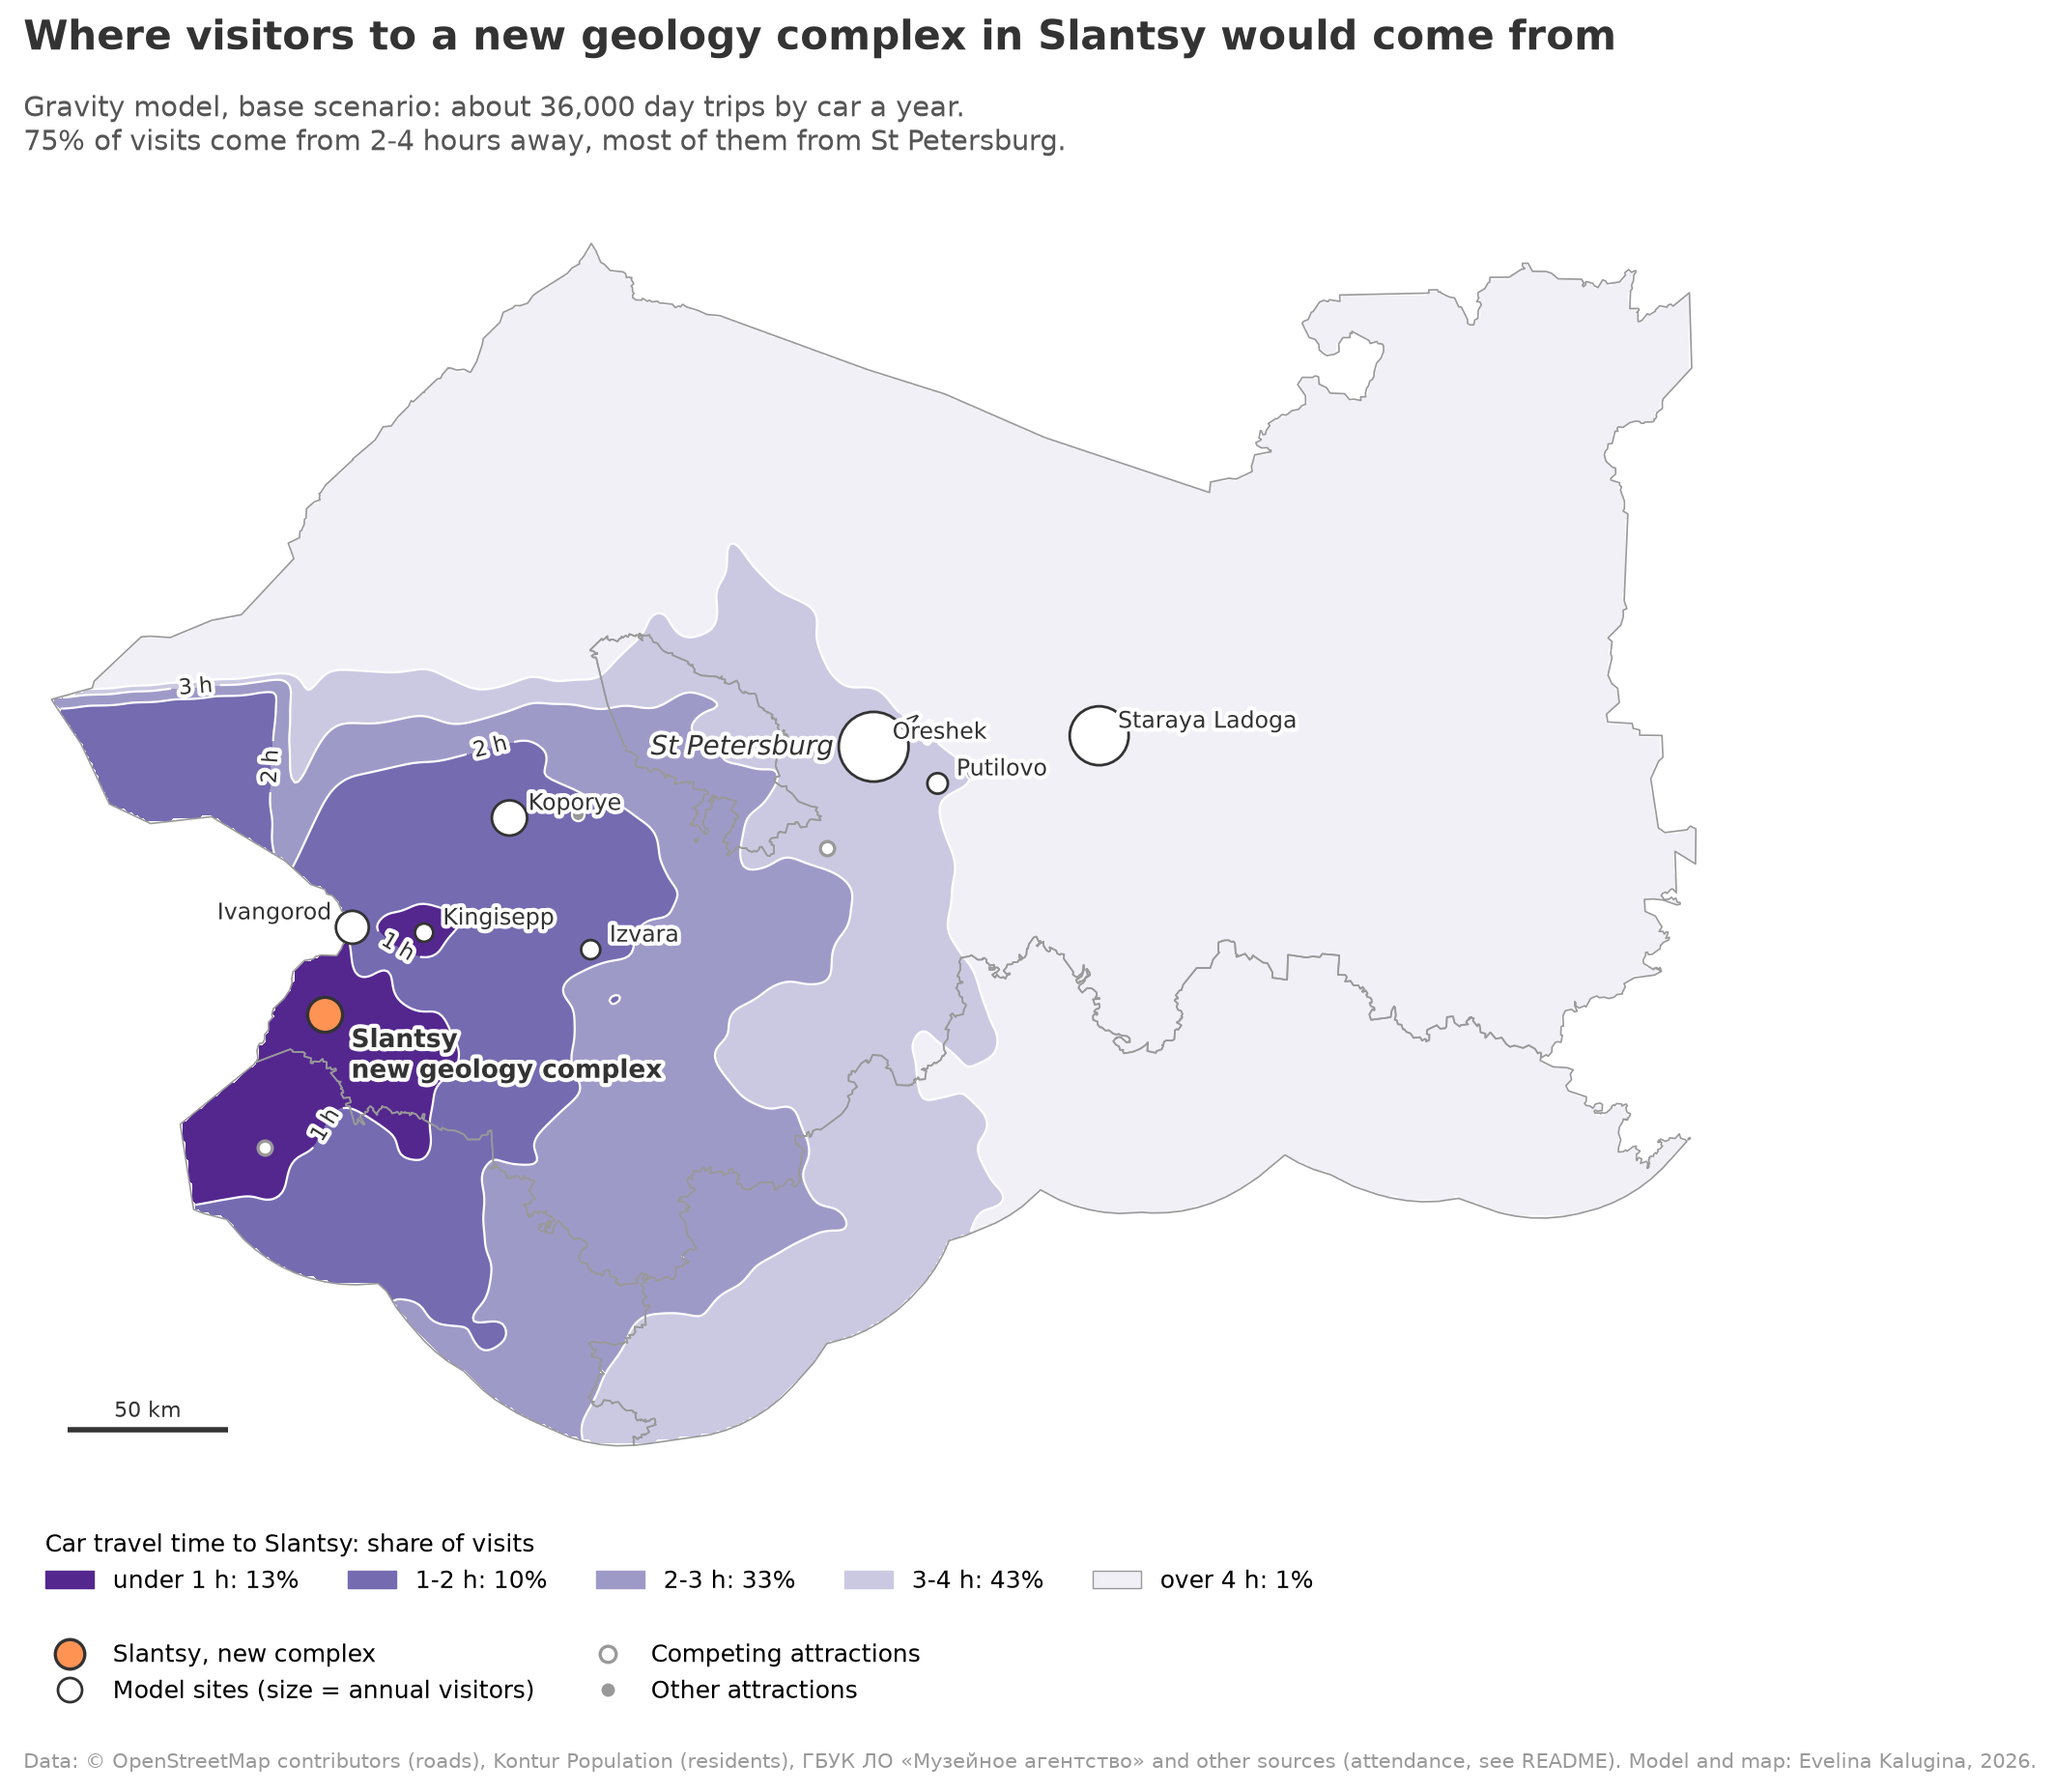 Where visitors to a new geology complex in Slantsy would come from
Gravity model, base scenario: about 36,000 day trips by car a year.
75% of visits come from 2-4 hours away, most of them from St Petersburg.
3 h
2 h
2 h
St Petersburg
Oreshek
Staraya Ladoga
Putilovo
Koporye
Ivangorod
Kingisepp
1 h
Izvara
Slantsy
new geology complex
1 h
50 km
Car travel time to Slantsy: share of visits
under 1 h: 13%
1-2 h: 10%
2-3 h: 33%
3-4 h: 43%
over 4 h: 1%
Slantsy, new complex
Competing attractions
Model sites (size = annual visitors)
Other attractions
Data: © OpenStreetMap contributors (roads), Kontur Population (residents), ГБУК ЛО «Музейное агентство» and other sources (attendance, see README). Model and map: Evelina Kalugina, 2026.